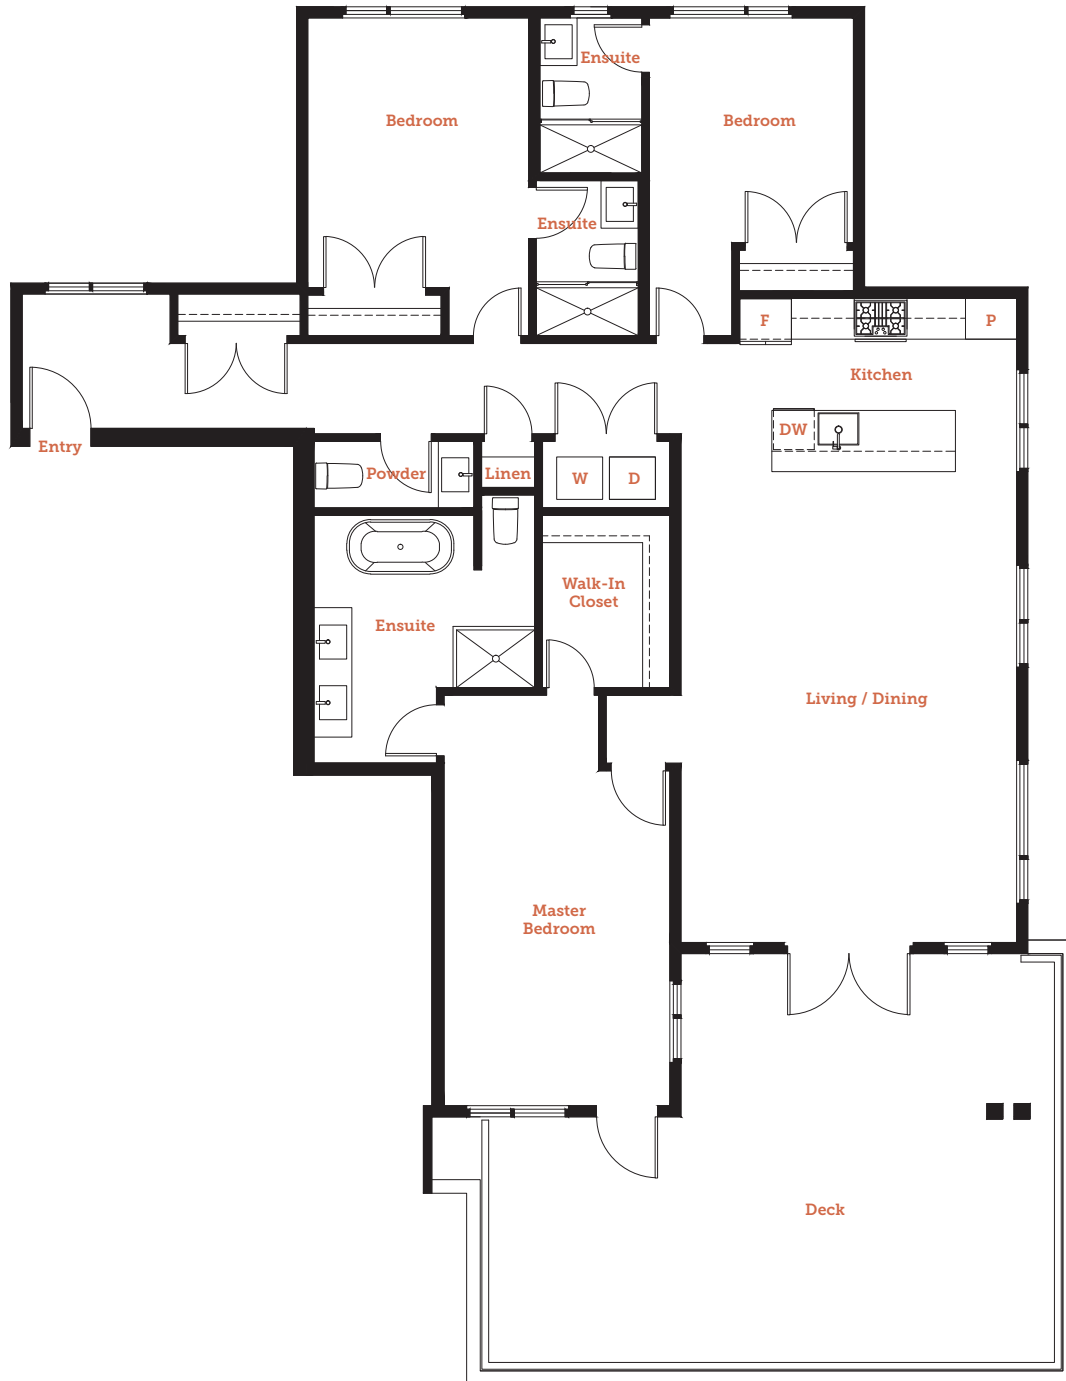 Ensuite
Bedroom
Bedroom
Ensuite
F
P
Kitchen
DW
Entry
Powder
Linen
W
D
Walk-In
Closet
Ensuite
Living / Dining
Master
Bedroom
Deck